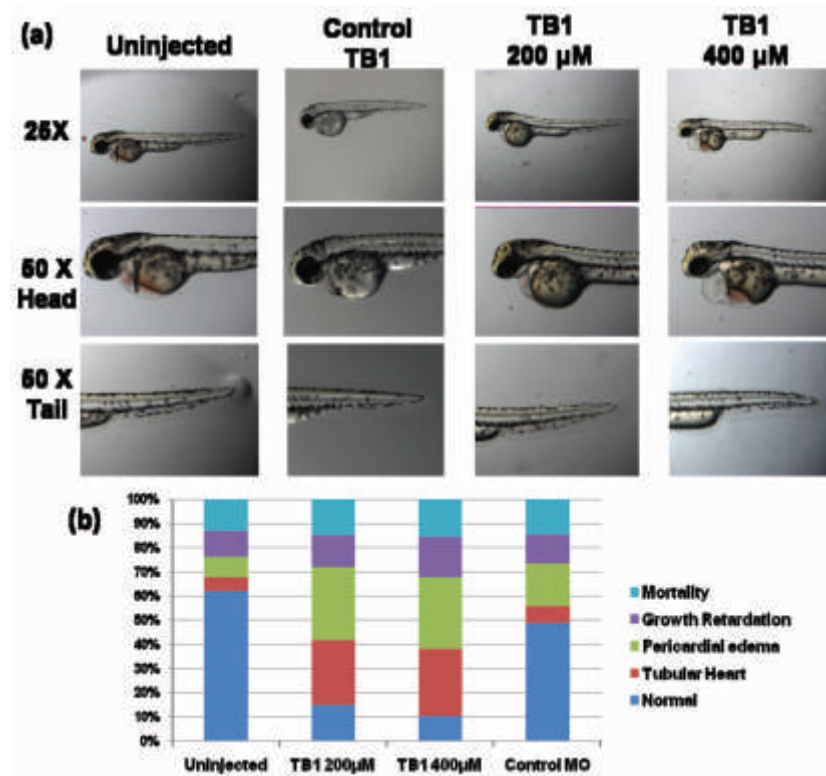 (a)
Uninjected
Control
TB1
TB1
200 µM
TB1
400 µM
25X
50 X
Head
50 X
Tail
(b)
100%
90%
80%
70%
60%
50%
40%
30%
20%
10%
0%
Uninjected
TB1 200µM
TB1 400µM
Control MO
Mortality
Growth Retardation
Pericardial edema
Tubular Heart
Normal